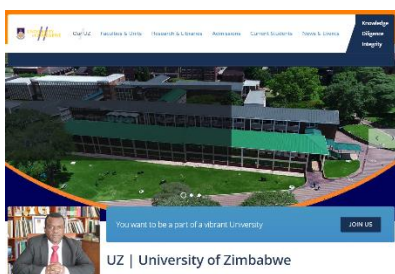 Our UZ Faculties & Units Research & Libraries Admissions Current Students News & Events
Knowledge
Diligence
Integrity
You want to be a part of a vibrant University
JOIN US
UZ | University of Zimbabwe